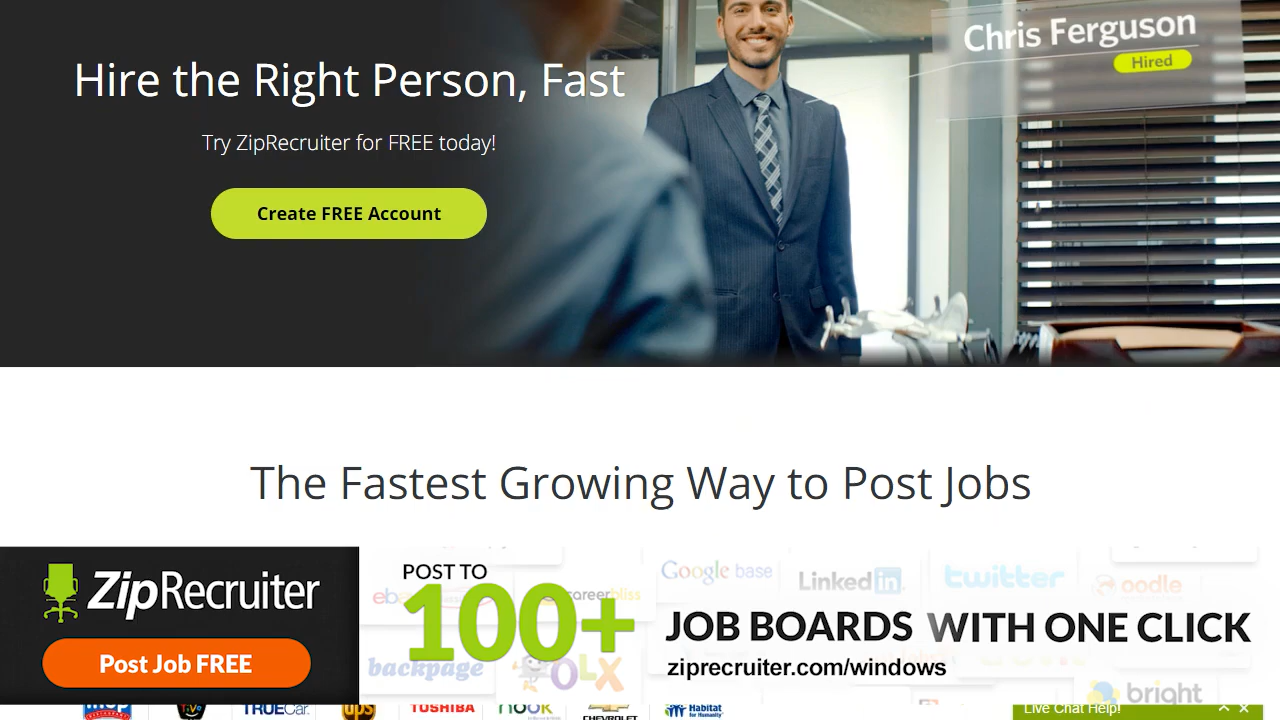 Chris Ferguson
Hired
Hire the Right Person, Fast
Try ZipRecruiter for FREE today!
Create FREE Account
The Fastest Growing Way to Post Jobs
ZipRecruiter
Post Job FREE
POST TO
100+
JOB BOARDS WITH ONE CLICK
ziprecruiter.com/windows
Google base
LinkedIn
twitter
oodle
careerbliss
backpage
OLX
bright
TRUECar.
ups
TOSHIBA
nook
CHEVROLET
Habitat
for Humanity
Live Chat Help!